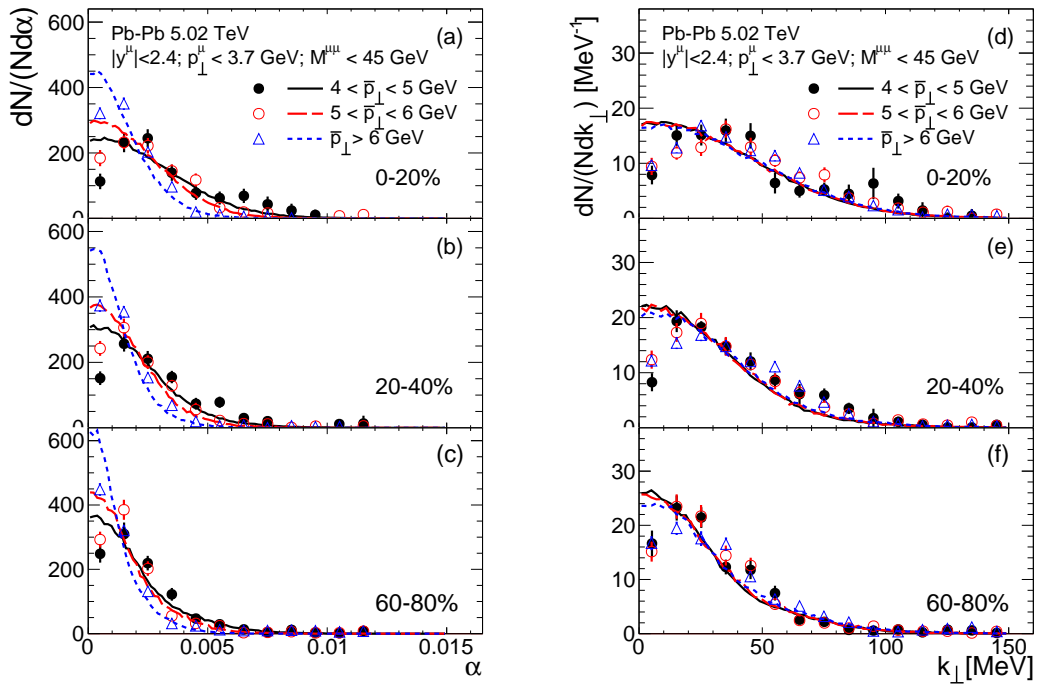 dN/(Ndα)
600
400
200
0
(a)
Pb-Pb 5.02 TeV
|y^μ|<2.4; p_⊥^μ < 3.7 GeV; M^μμ < 45 GeV
4 < p̅_⊥ < 5 GeV
5 < p̅_⊥ < 6 GeV
p̅_⊥ > 6 GeV
0-20%
600
400
200
0
(b)
20-40%
600
400
200
0
(c)
60-80%
0
0.005
0.01
0.015
α
dN/(Ndk_⊥) [MeV⁻¹]
30
20
10
0
(d)
Pb-Pb 5.02 TeV
|y^μ|<2.4; p_⊥^μ < 3.7 GeV; M^μμ < 45 GeV
4 < p̅_⊥ < 5 GeV
5 < p̅_⊥ < 6 GeV
p̅_⊥ > 6 GeV
0-20%
30
20
10
0
(e)
20-40%
30
20
10
0
(f)
60-80%
0
50
100
150
k_⊥[MeV]